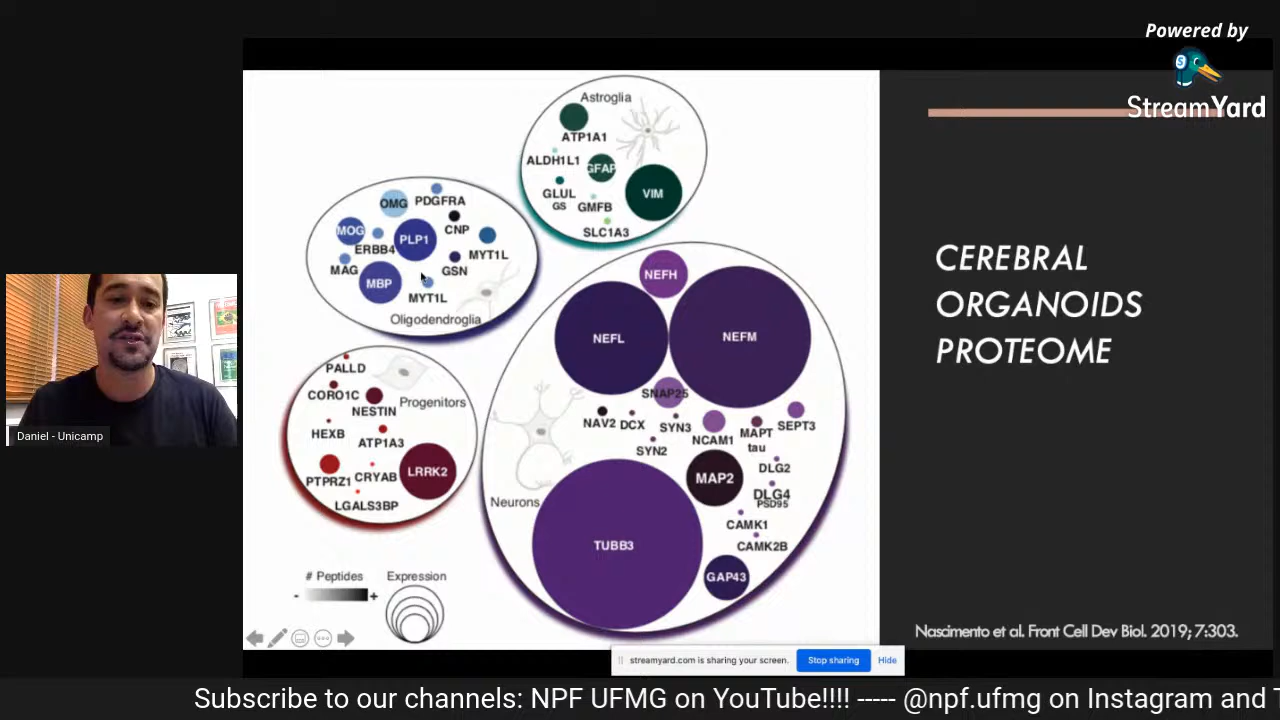 Powered by
StreamYard
Astroglia
ATP1A1
ALDH1L1
GFAP
GLUL
GS
GMFB
VIM
SLC1A3
OMG
PDGFRA
MOG
CNP
ERBB4
PLP1
MYT1L
MAG
GSN
MBP
MYT1L
Oligodendroglia
PALLD
CORO1C
NESTIN
Progenitors
HEXB
ATP1A3
PTPRZ1
CRYAB
LRRK2
LGALS3BP
NEFH
NEFL
NEFM
SNAP25
NAV2
DCX
SYN3
SYN2
NCAM1
MAPT
tau
SEPT3
MAP2
DLG2
DLG4
PSD95
Neurons
CAMK1
CAMK2B
TUBB3
GAP43
# Peptides
- +
Expression
CEREBRAL
ORGANOIDS
PROTEOME
Nascimento et al. Front Cell Dev Biol. 2019; 7:303.
Daniel - Unicamp
streamyard.com is sharing your screen.
Stop sharing
Hide
Subscribe to our channels: NPF UFMG on YouTube!!!! ----- @npf.ufmg on Instagram and